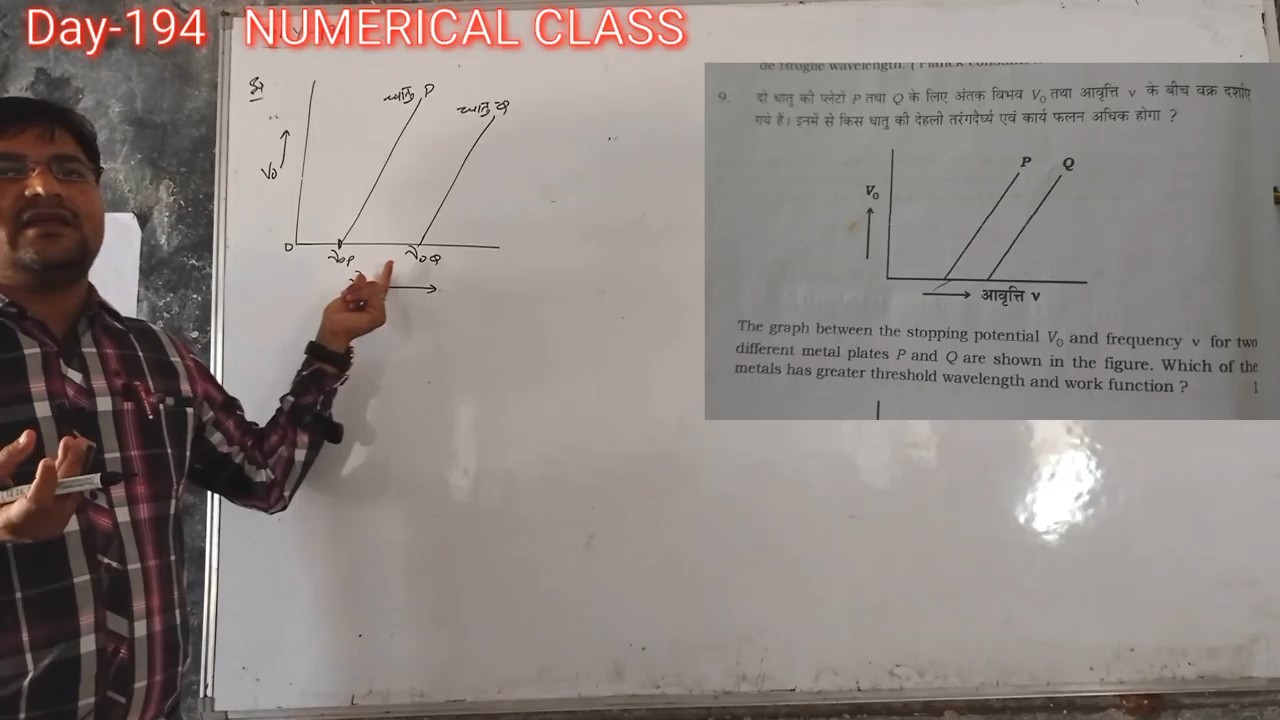 Day-194 NUMERICAL CLASS
धातु P
धातु Q
V₀
O
ν₀P
ν₀Q
de Broglie wavelength.
9. दो धातु की प्लेटों P तथा Q के लिए अंतक विभव V₀ तथा आवृत्ति ν के बीच वक्र दर्शाए
गये हैं। इनमें से किस धातु की देहली तरंगदैर्घ्य एवं कार्य फलन अधिक होगा ?
P
Q
V₀
आवृत्ति ν
The graph between the stopping potential V₀ and frequency ν for two
different metal plates P and Q are shown in the figure. Which of the
metals has greater threshold wavelength and work function ? 1